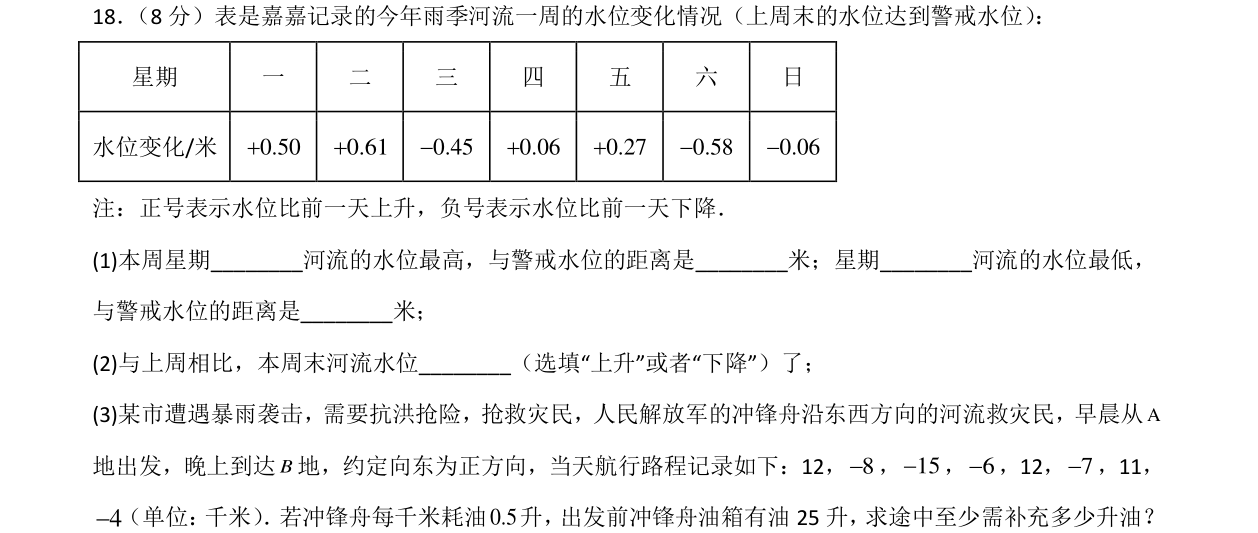 18.（8 分）表是嘉嘉记录的今年雨季河流一周的水位变化情况（上周末的水位达到警戒水位）：
星期 一 二 三 四 五 六 日
水位变化/米 +0.50 +0.61 −0.45 +0.06 +0.27 −0.58 −0.06
注：正号表示水位比前一天上升，负号表示水位比前一天下降．
(1)本周星期________河流的水位最高，与警戒水位的距离是________米；星期________河流的水位最低，
与警戒水位的距离是________米；
(2)与上周相比，本周末河流水位________（选填“上升”或者“下降”）了；
(3)某市遭遇暴雨袭击，需要抗洪抢险，抢救灾民，人民解放军的冲锋舟沿东西方向的河流救灾民，早晨从 A
地出发，晚上到达 B 地，约定向东为正方向，当天航行路程记录如下：12，−8，−15，−6，12，−7，11，
−4（单位：千米）．若冲锋舟每千米耗油 0.5 升，出发前冲锋舟油箱有油 25 升，求途中至少需补充多少升油？